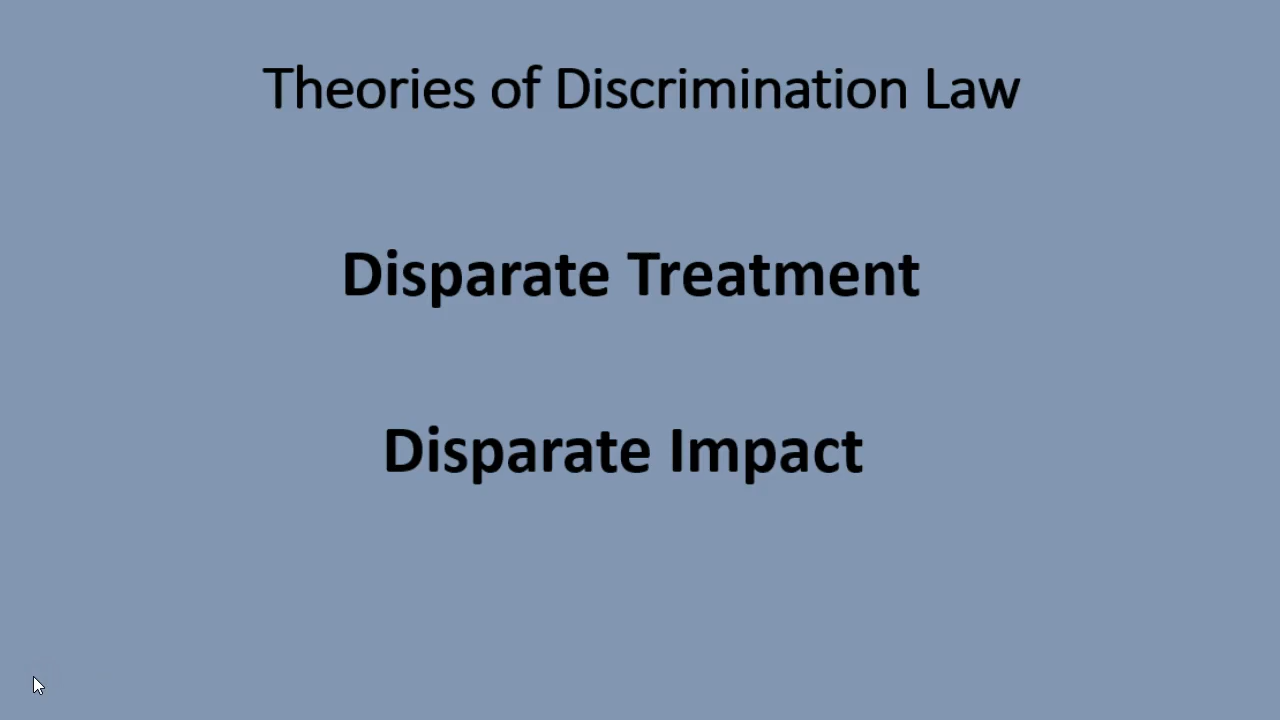 Theories of Discrimination Law
Disparate Treatment
Disparate Impact